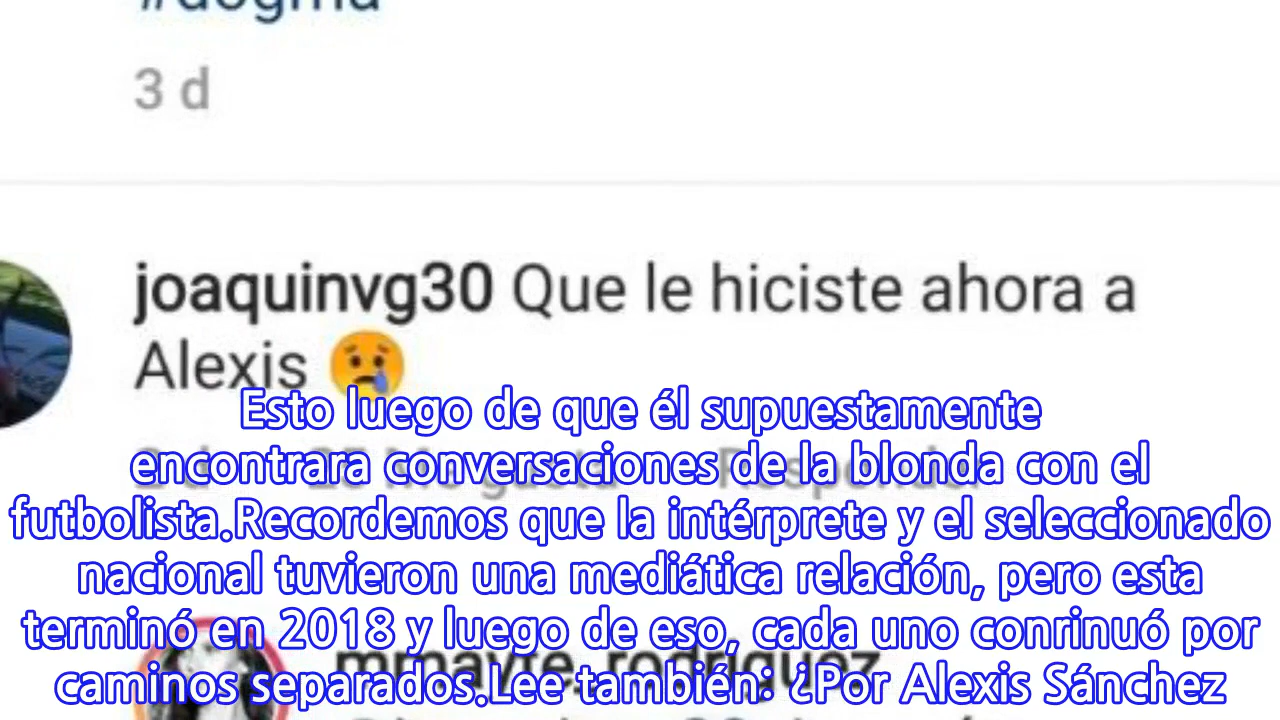 #dogma
3 d
joaquinvg30 Que le hiciste ahora a
Alexis 😢
Esto luego de que él supuestamente
encontrara conversaciones de la blonda con el
futbolista.Recordemos que la intérprete y el seleccionado
nacional tuvieron una mediática relación, pero esta
terminó en 2018 y luego de eso, cada uno conrinuó por
mmayte_rodriguez
caminos separados.Lee también: ¿Por Alexis Sánchez